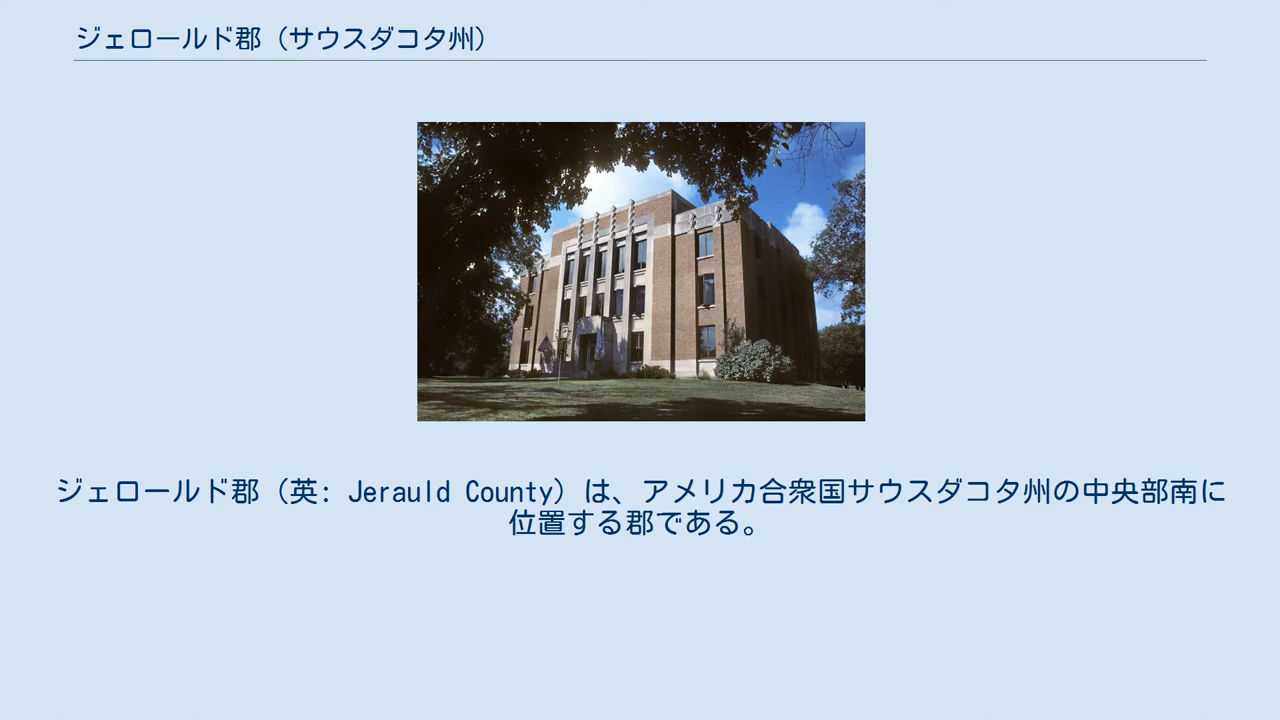 ジェロールド郡（サウスダコタ州）
ジェロールド郡（英: Jerauld County）は、アメリカ合衆国サウスダコタ州の中央部南に
位置する郡である。